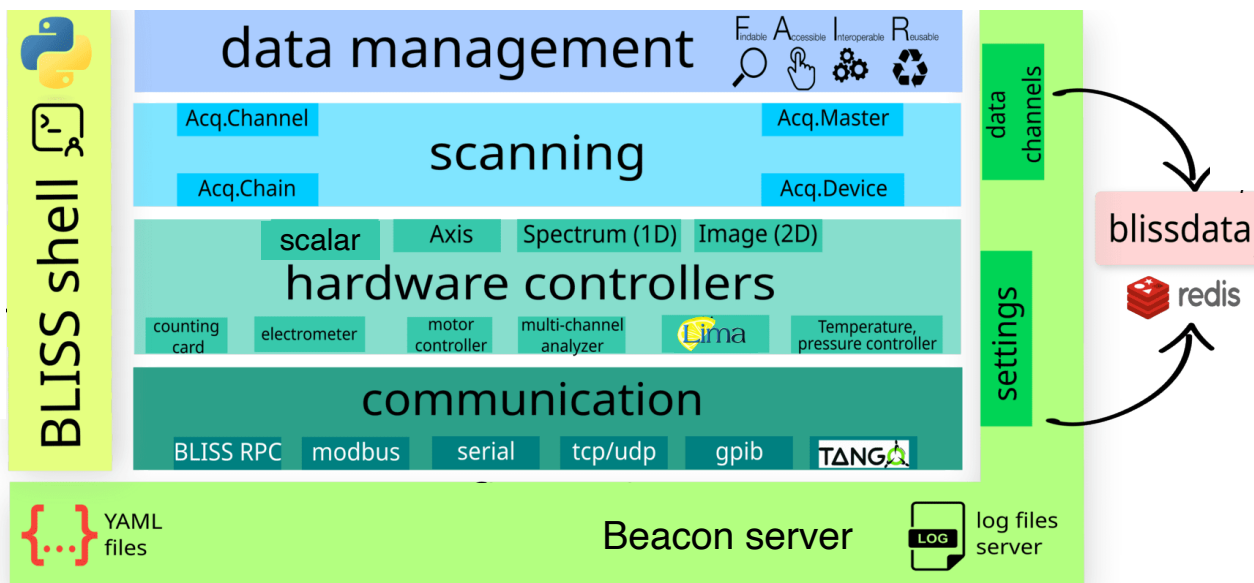 BLISS shell
data management
Findable Accessible Interoperable Reusable
Acq.Channel
Acq.Master
scanning
Acq.Chain
Acq.Device
scalar
Axis
Spectrum (1D)
Image (2D)
hardware controllers
counting
card
electrometer
motor
controller
multi-channel
analyzer
Lima
Temperature,
pressure controller
communication
BLISS RPC
modbus
serial
tcp/udp
gpib
TANGO
data
channels
settings
blissdata
redis
{...}
YAML
files
Beacon server
LOG
log files
server